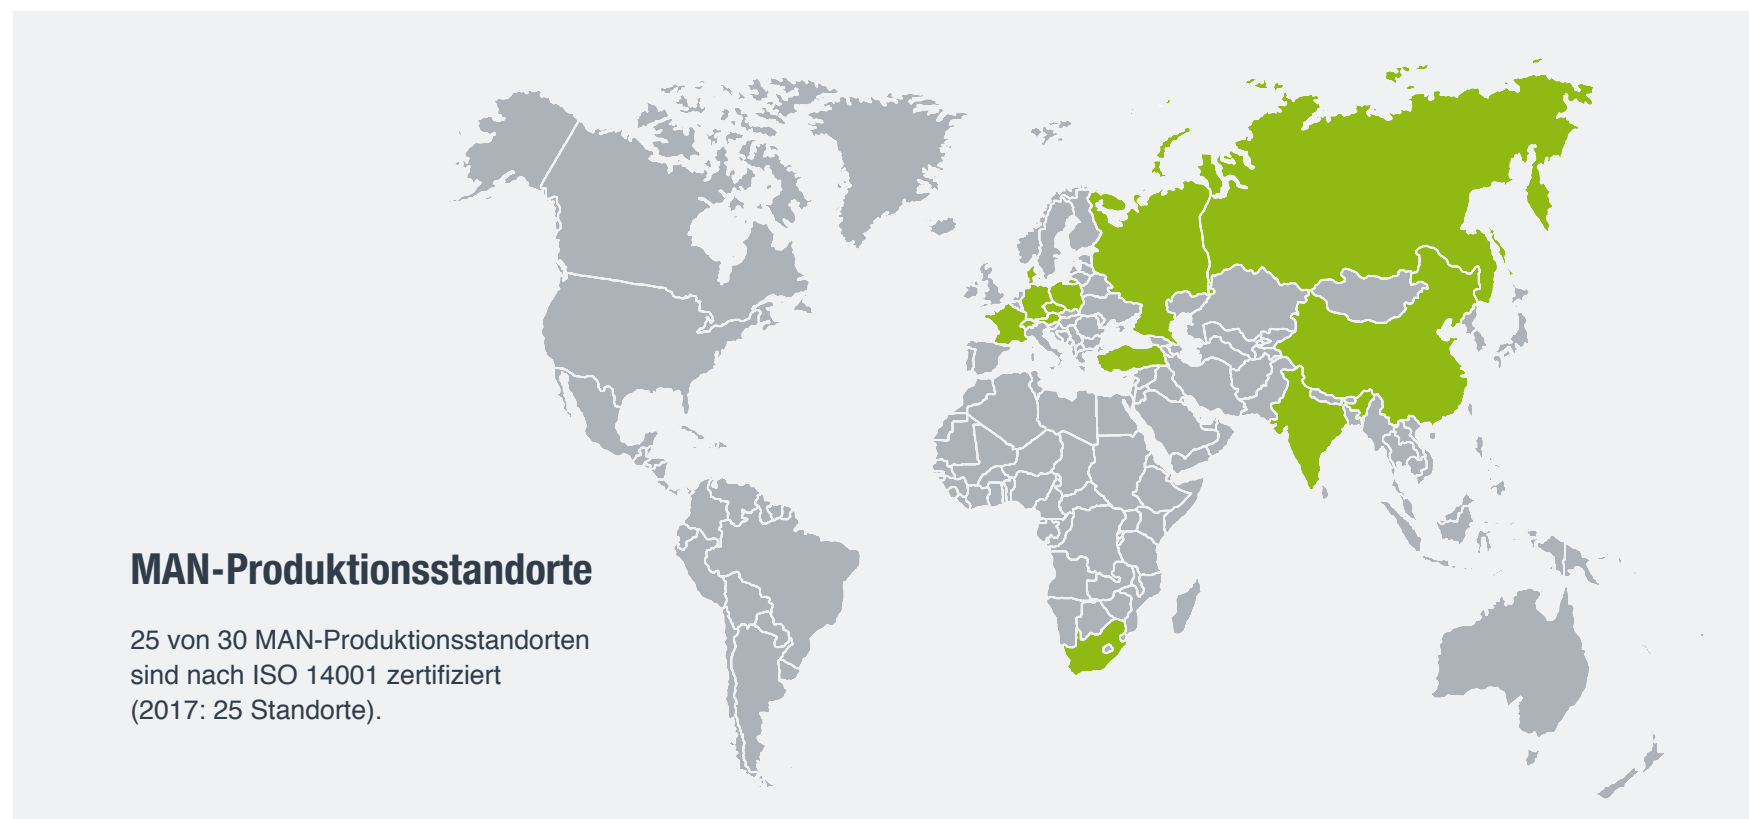 MAN-Produktionsstandorte
25 von 30 MAN-Produktionsstandorten
sind nach ISO 14001 zertifiziert
(2017: 25 Standorte).